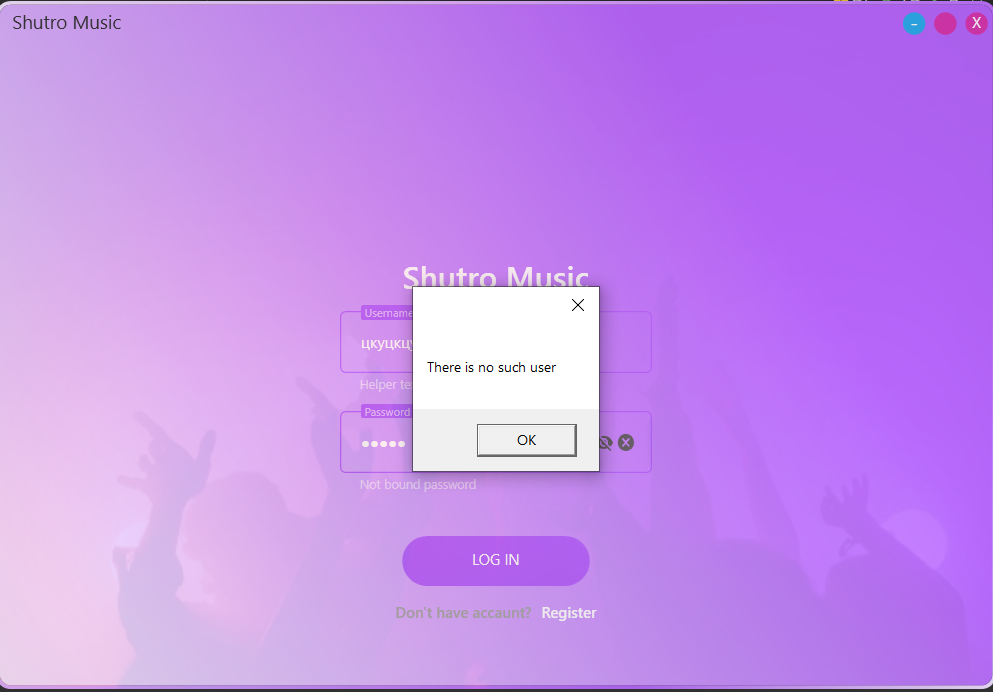 Shutro Music
-
X
Shutro Music
Username
цкуцкцу
There is no such user
Helper te
Password
OK
Not bound password
LOG IN
Don't have accaunt? Register